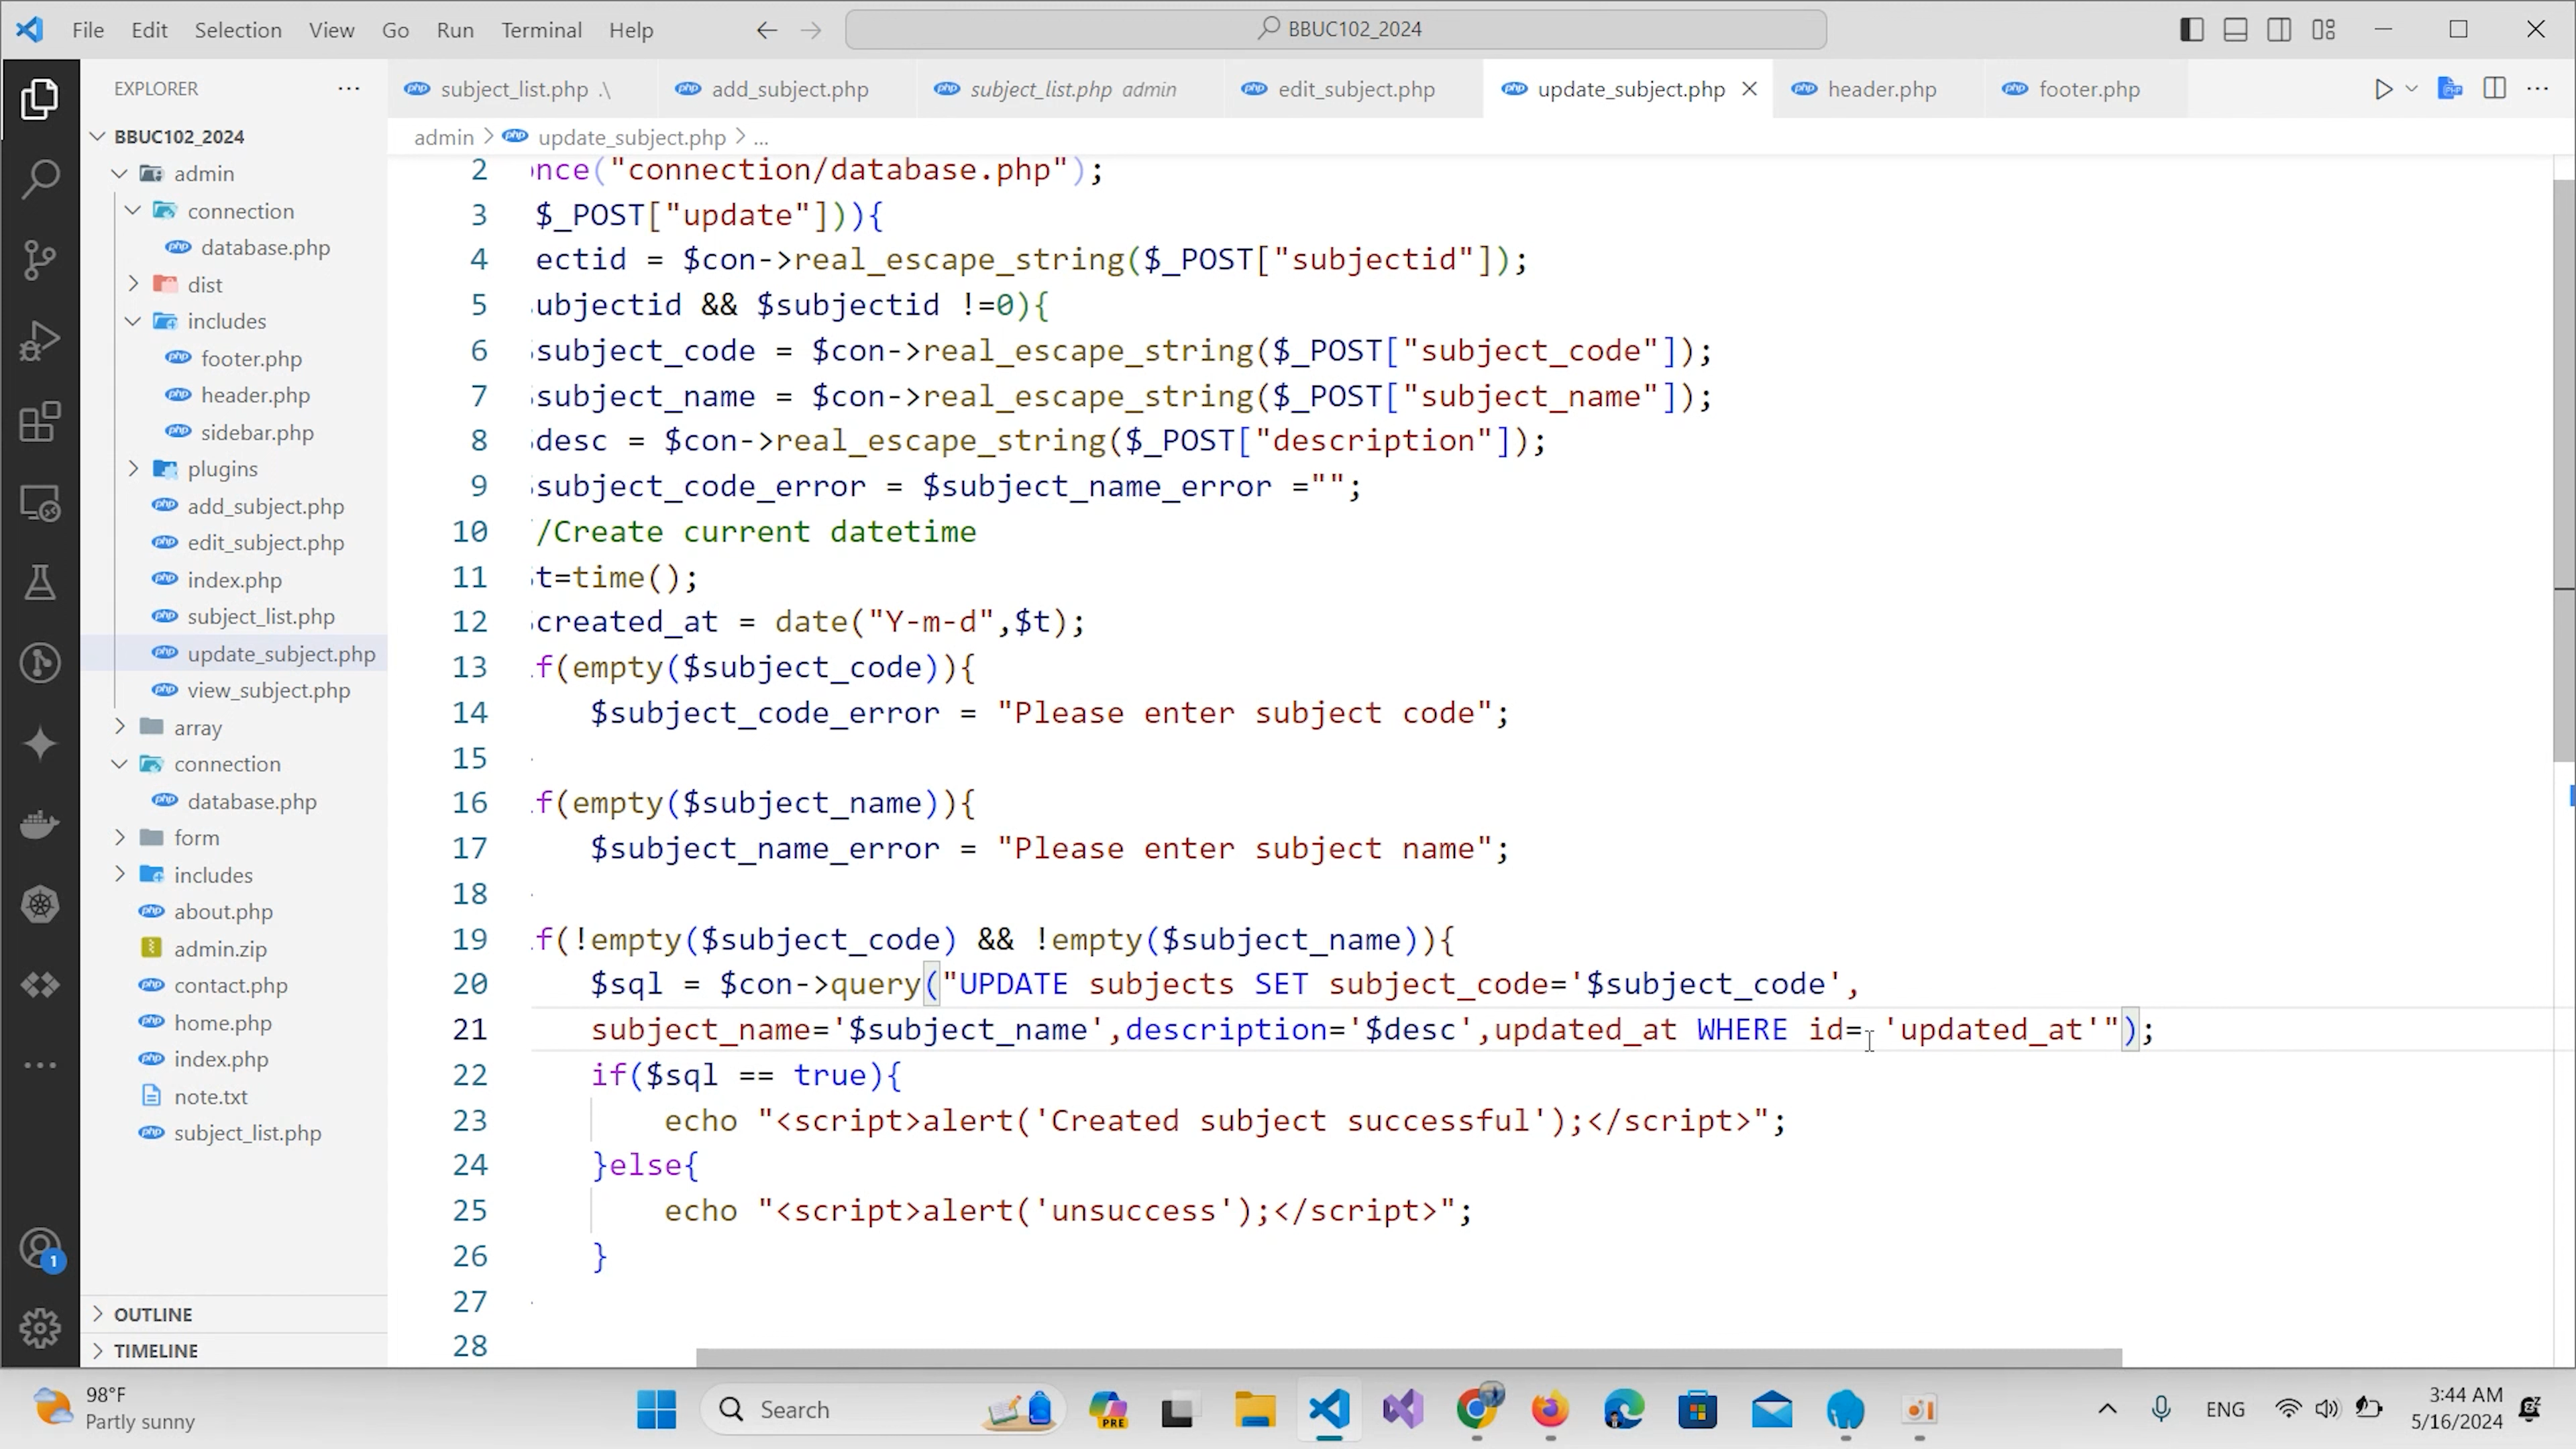 File Edit Selection View Go Run Terminal Help
BBUC102_2024
EXPLORER
BBUC102_2024
admin
connection
database.php
dist
includes
footer.php
header.php
sidebar.php
plugins
add_subject.php
edit_subject.php
index.php
subject_list.php
update_subject.php
view_subject.php
array
connection
database.php
form
includes
about.php
admin.zip
contact.php
home.php
index.php
note.txt
subject_list.php
OUTLINE
TIMELINE
1
subject_list.php .\ add_subject.php subject_list.php admin edit_subject.php update_subject.php header.php footer.php
admin > update_subject.php > ...
2 once("connection/database.php");
3 $_POST["update"])){
4 ectid = $con->real_escape_string($_POST["subjectid"]);
5 ubjectid && $subjectid !=0){
6 $subject_code = $con->real_escape_string($_POST["subject_code"]);
7 $subject_name = $con->real_escape_string($_POST["subject_name"]);
8 $desc = $con->real_escape_string($_POST["description"]);
9 $subject_code_error = $subject_name_error ="";
10 //Create current datetime
11 $t=time();
12 $created_at = date("Y-m-d",$t);
13 if(empty($subject_code)){
14 $subject_code_error = "Please enter subject code";
15
16 if(empty($subject_name)){
17 $subject_name_error = "Please enter subject name";
18
19 if(!empty($subject_code) && !empty($subject_name)){
20 $sql = $con->query("UPDATE subjects SET subject_code='$subject_code',
21 subject_name='$subject_name',description='$desc',updated_at WHERE id= 'updated_at'");
22 if($sql == true){
23 echo "<script>alert('Created subject successful');</script>";
24 }else{
25 echo "<script>alert('unsuccess');</script>";
26 }
27
28
98°F
Partly sunny
Search
PRE
ENG
3:44 AM
5/16/2024